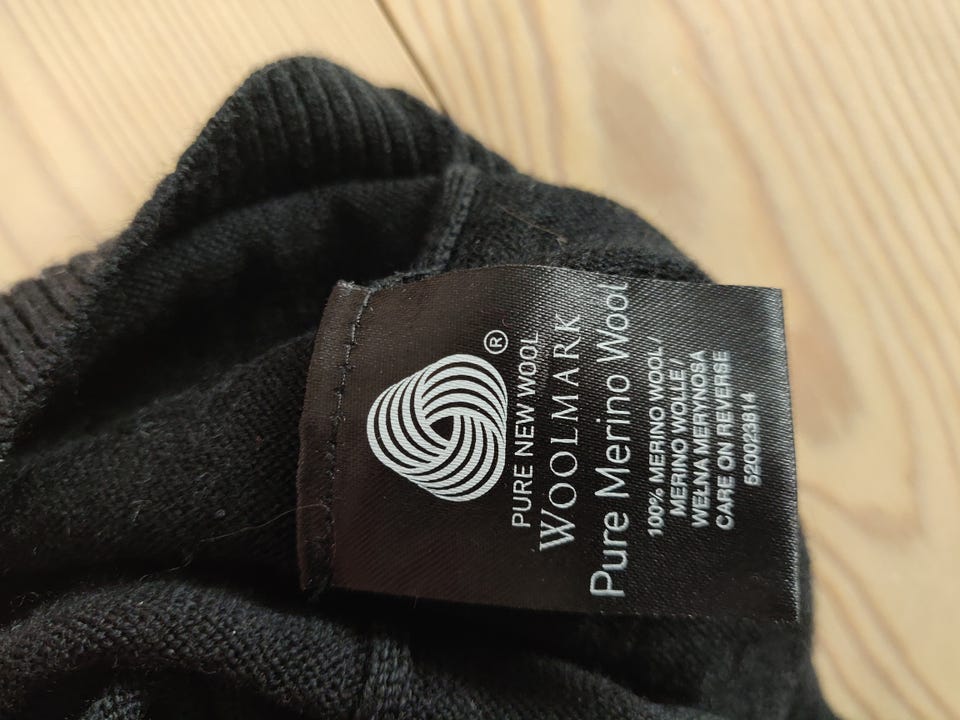 ®
PURE NEW WOOL
WOOLMARK
Pure Merino Wool
100% MERINO WOOL/
MERINO WOLLE/
WEŁNA MERYNOSA
CARE ON REVERSE
520023814